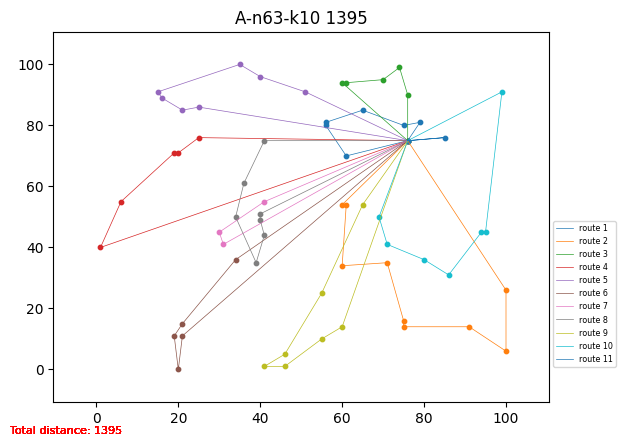 A-n63-k10 1395
100
80
60
40
20
0
0 20 40 60 80 100
route 1
route 2
route 3
route 4
route 5
route 6
route 7
route 8
route 9
route 10
route 11
Total distance: 1395